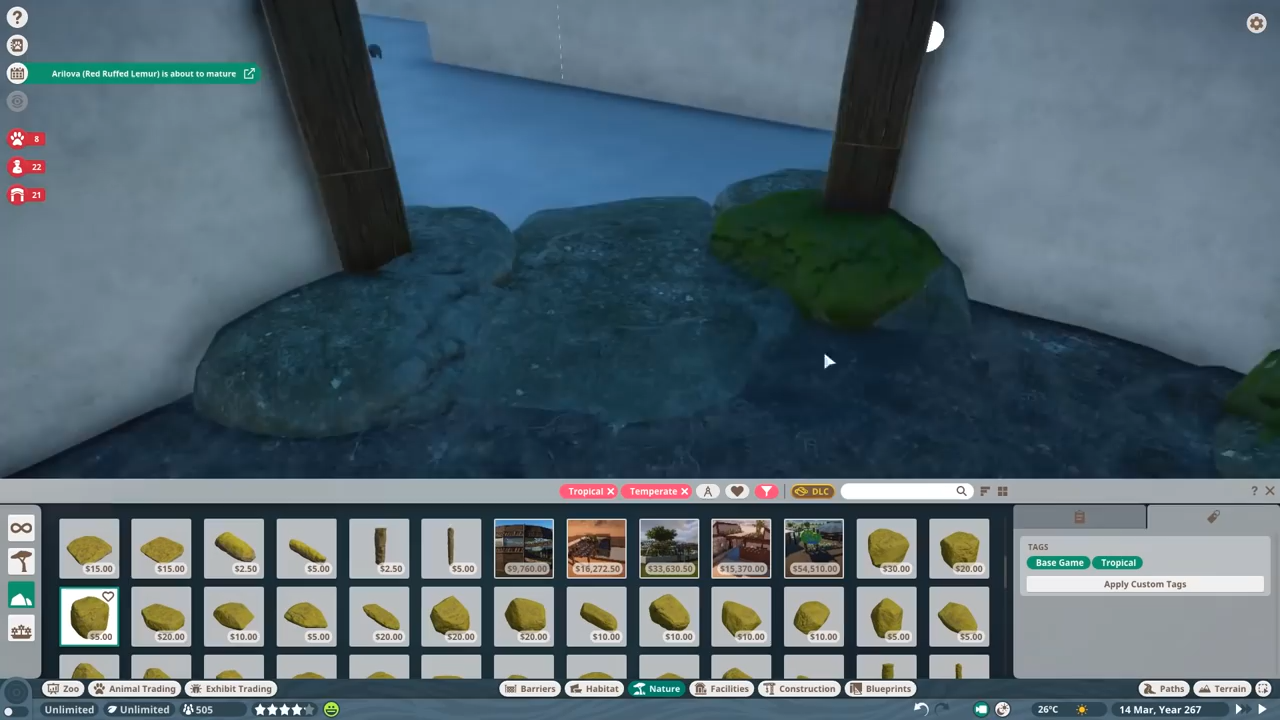 ?
Arilova (Red Ruffed Lemur) is about to mature
8
22
21
Tropical Temperate DLC
?
$15.00 $15.00 $2.50 $5.00 $2.50 $5.00 $9,760.00 $16,272.50 $33,630.50 $15,370.00 $54,510.00 $30.00 $20.00
$5.00 $20.00 $10.00 $5.00 $20.00 $20.00 $20.00 $10.00 $10.00 $10.00 $10.00 $5.00 $5.00
TAGS
Base Game Tropical
Apply Custom Tags
Zoo Animal Trading Exhibit Trading Barriers Habitat Nature Facilities Construction Blueprints Paths Terrain
Unlimited Unlimited 505 26°C 14 Mar, Year 267